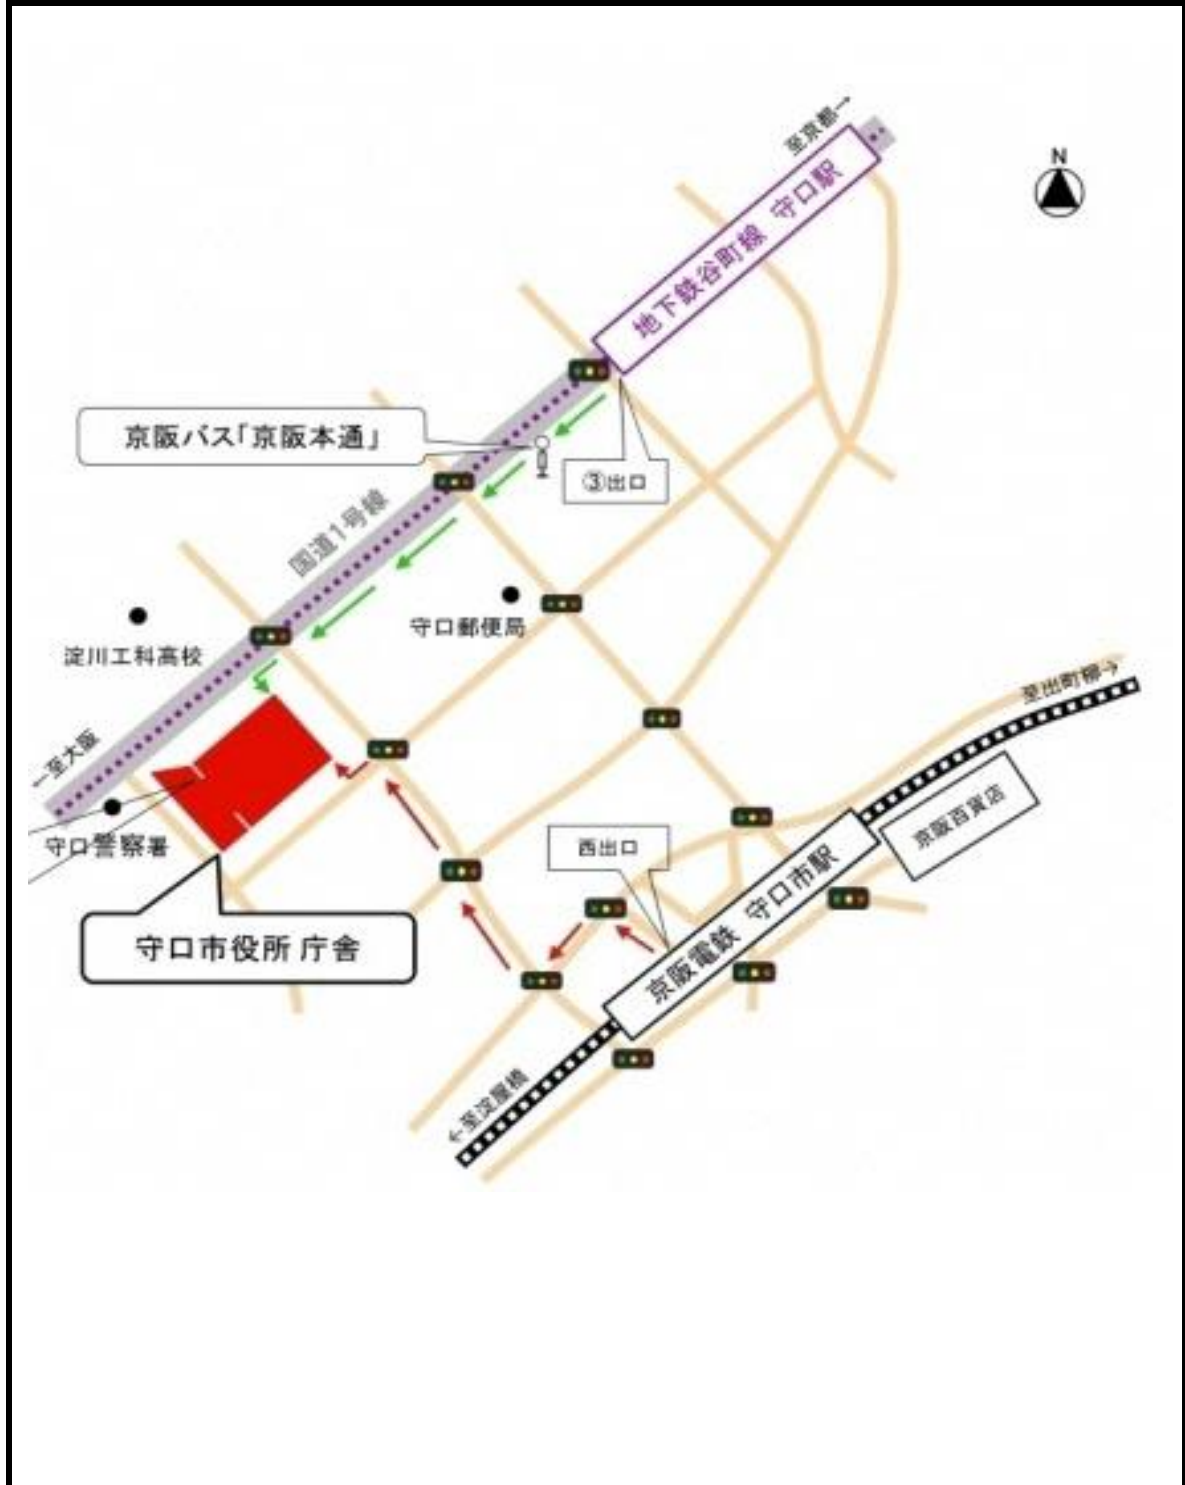 至京都→
N
地下鉄谷町線 守口駅
京阪バス「京阪本通」
③出口
国道1号線
守口郵便局
淀川工科高校
至出町柳→
←至大阪
京阪百貨店
守口警察署
西出口
京阪電鉄 守口市駅
守口市役所 庁舎
←至淀屋橋